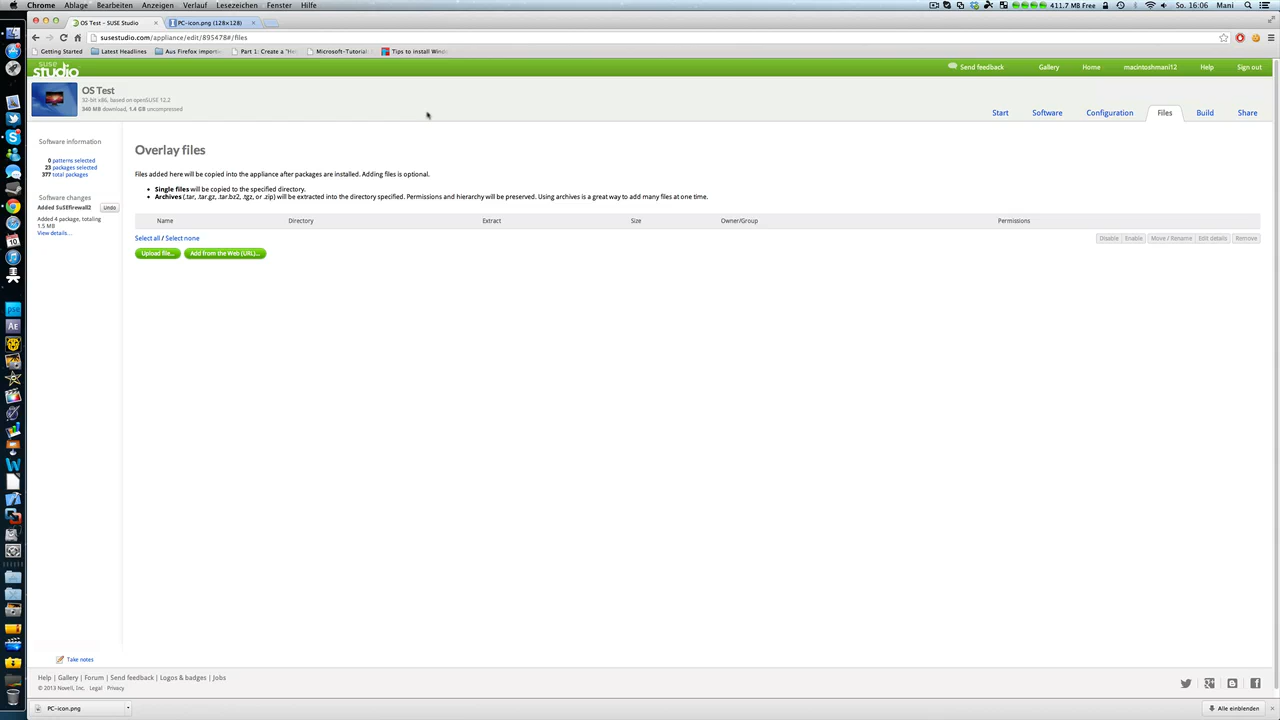 Chrome Ablage Bearbeiten Anzeigen Verlauf Lesezeichen Fenster Hilfe 411.7 MB Free So. 16:06 Mani
OS Test – SUSE Studio PC-icon.png (128×128)
susestudio.com/appliance/edit/895478#/files
Getting Started Latest Headlines Aus Firefox importi Part 1: Create a "He Microsoft-Tutorial Tips to install Wind
suse studio Send feedback Gallery Home macintoshmani12 Help Sign out
OS Test
32-bit x86, based on openSUSE 12.2
340 MB download, 1.4 GB uncompressed
Start Software Configuration Files Build Share
Software information
0 patterns selected
23 packages selected
377 total packages
Software changes
Added SuSEfirewall2 Undo
Added 4 package, totaling
1.5 MB
View details...
Overlay files
Files added here will be copied into the appliance after packages are installed. Adding files is optional.
Single files will be copied to the specified directory.
Archives (.tar, .tar.gz, .tar.bz2, .tgz, or .zip) will be extracted into the directory specified. Permissions and hierarchy will be preserved. Using archives is a great way to add many files at one time.
Name Directory Extract Size Owner/Group Permissions
Select all / Select none Disable Enable Move / Rename Edit details Remove
Upload file... Add from the Web (URL)...
Take notes
Help | Gallery | Forum | Send feedback | Logos & badges | Jobs
© 2013 Novell, Inc. Legal Privacy
PC-icon.png Alle einblenden